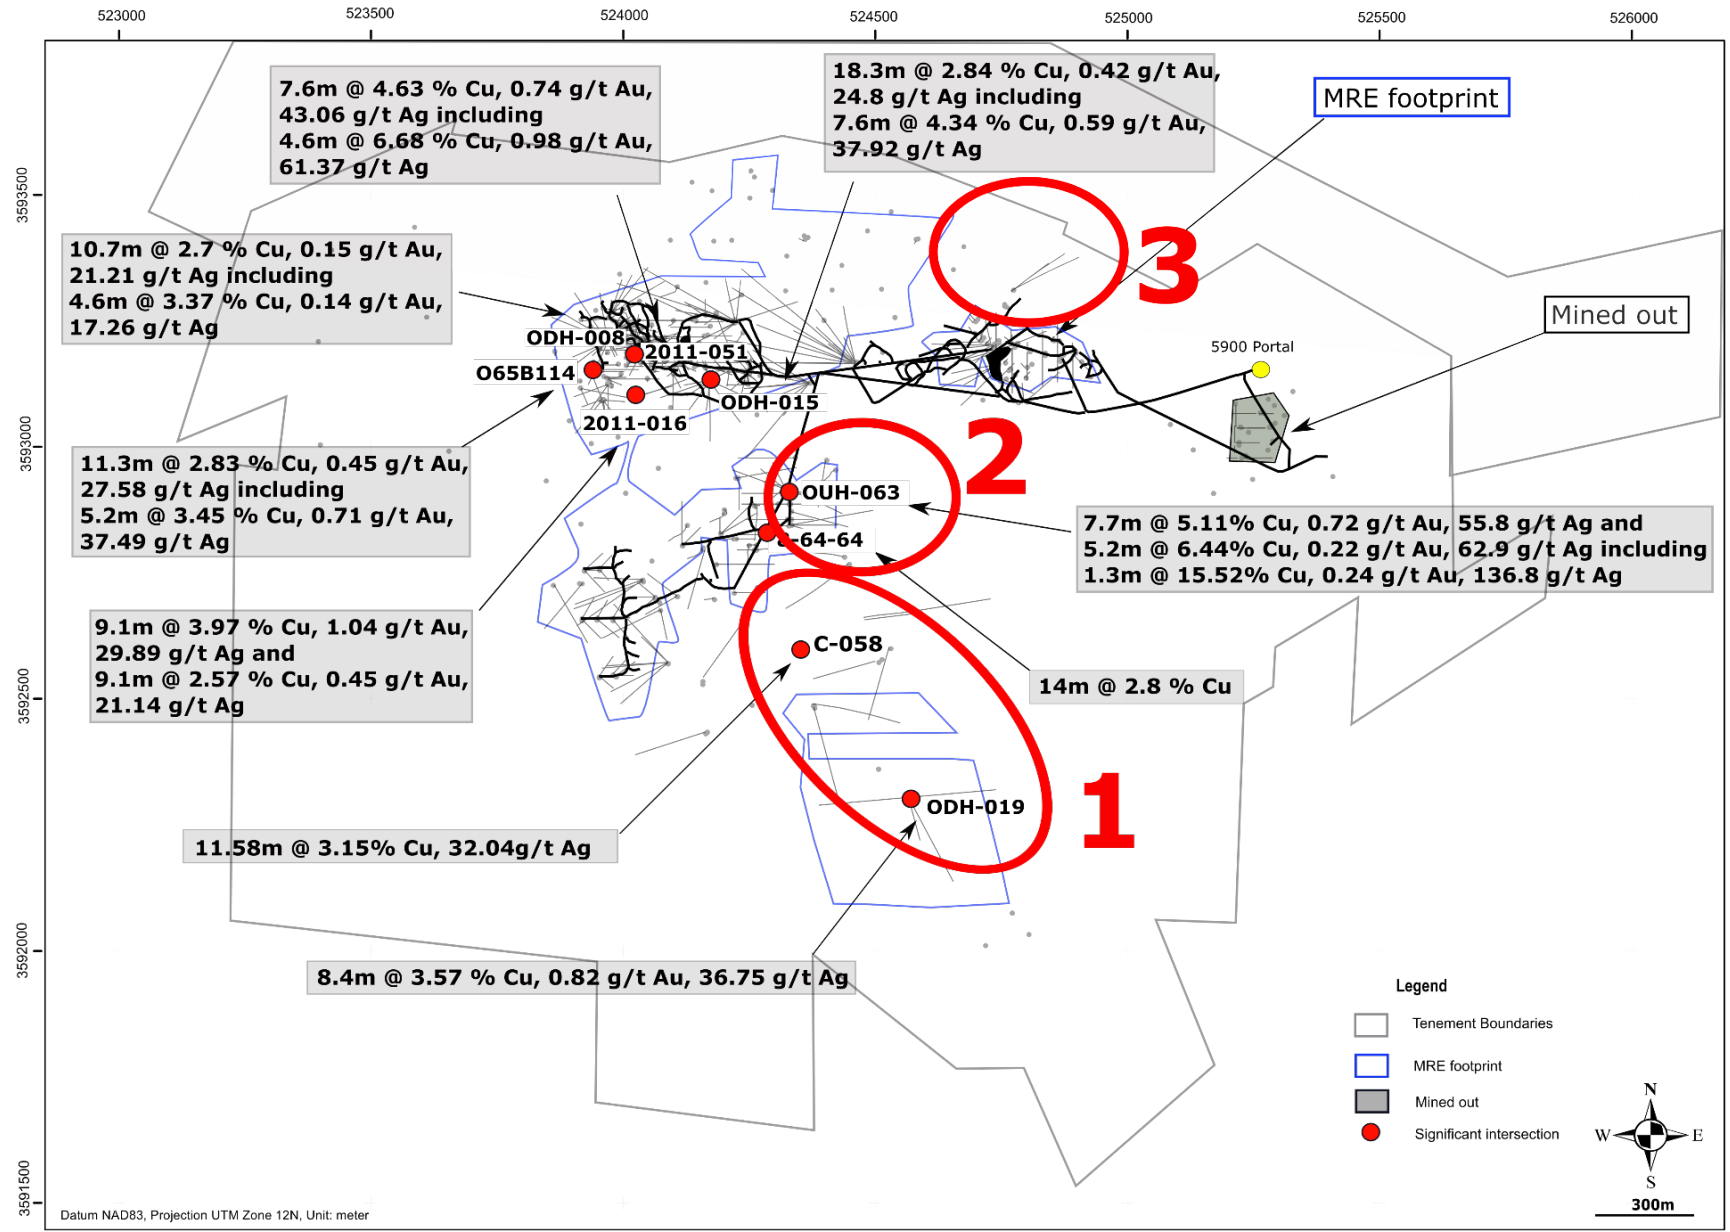 523000
523500
524000
524500
525000
525500
526000
3593500
3593000
3592500
3592000
3591500
7.6m @ 4.63 % Cu, 0.74 g/t Au,
43.06 g/t Ag including
4.6m @ 6.68 % Cu, 0.98 g/t Au,
61.37 g/t Ag
18.3m @ 2.84 % Cu, 0.42 g/t Au,
24.8 g/t Ag including
7.6m @ 4.34 % Cu, 0.59 g/t Au,
37.92 g/t Ag
MRE footprint
10.7m @ 2.7 % Cu, 0.15 g/t Au,
21.21 g/t Ag including
4.6m @ 3.37 % Cu, 0.14 g/t Au,
17.26 g/t Ag
3
Mined out
5900 Portal
ODH-008
2011-051
O65B114
ODH-015
2011-016
2
11.3m @ 2.83 % Cu, 0.45 g/t Au,
27.58 g/t Ag including
5.2m @ 3.45 % Cu, 0.71 g/t Au,
37.49 g/t Ag
OUH-063
-64-64
7.7m @ 5.11% Cu, 0.72 g/t Au, 55.8 g/t Ag and
5.2m @ 6.44% Cu, 0.22 g/t Au, 62.9 g/t Ag including
1.3m @ 15.52% Cu, 0.24 g/t Au, 136.8 g/t Ag
9.1m @ 3.97 % Cu, 1.04 g/t Au,
29.89 g/t Ag and
9.1m @ 2.57 % Cu, 0.45 g/t Au,
21.14 g/t Ag
C-058
14m @ 2.8 % Cu
ODH-019
1
11.58m @ 3.15% Cu, 32.04g/t Ag
8.4m @ 3.57 % Cu, 0.82 g/t Au, 36.75 g/t Ag
Legend
Tenement Boundaries
MRE footprint
Mined out
Significant intersection
N
W
E
S
300m
Datum NAD83, Projection UTM Zone 12N, Unit: meter